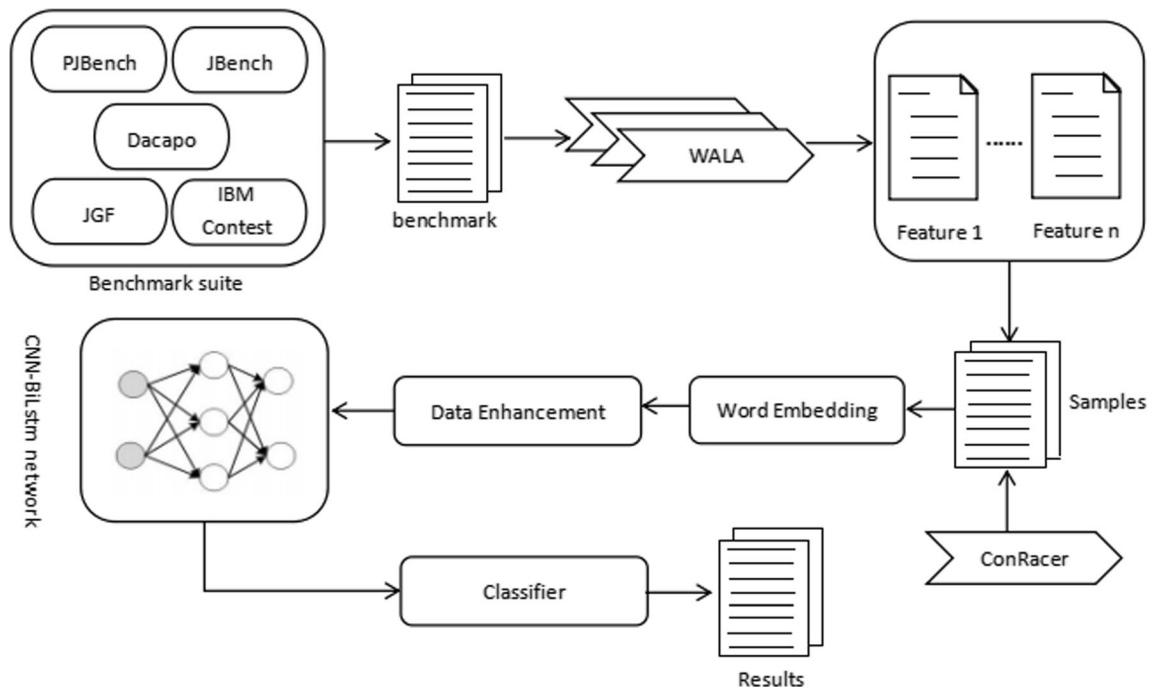 PJBench
JBench
Dacapo
JGF
IBM
Contest
Benchmark suite
benchmark
WALA
Feature 1
......
Feature n
Samples
ConRacer
Word Embedding
Data Enhancement
CNN-BiLstm network
Classifier
Results